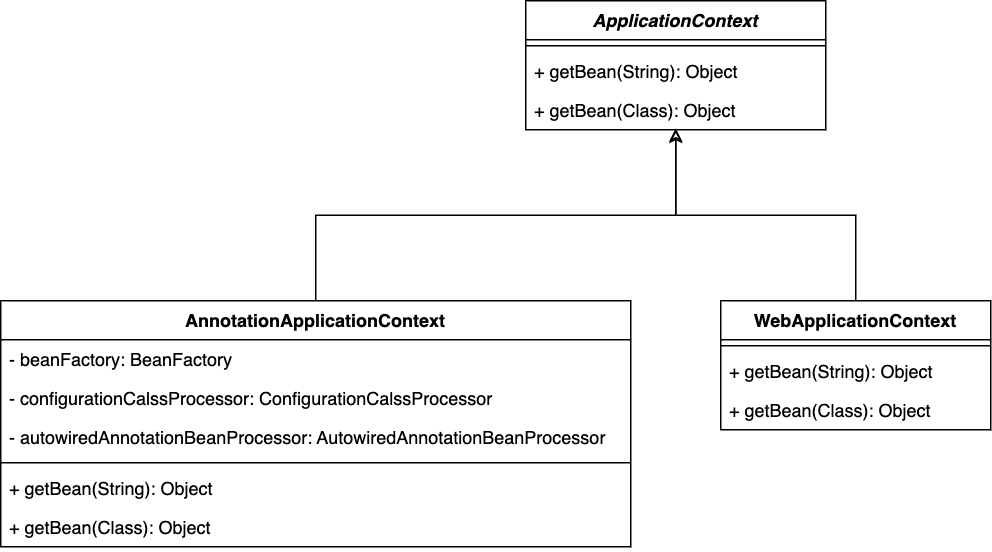 ApplicationContext
+ getBean(String): Object
+ getBean(Class): Object
AnnotationApplicationContext
- beanFactory: BeanFactory
- configurationCalssProcessor: ConfigurationCalssProcessor
- autowiredAnnotationBeanProcessor: AutowiredAnnotationBeanProcessor
+ getBean(String): Object
+ getBean(Class): Object
WebApplicationContext
+ getBean(String): Object
+ getBean(Class): Object